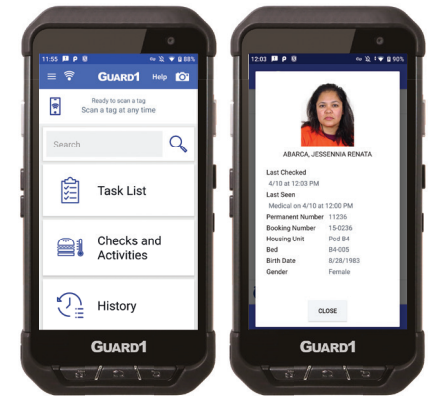 11:55
88%
GUARD1 Help
Ready to scan a tag
Scan a tag at any time
Search
Task List
Checks and
Activities
History
GUARD1
12:03
90%
ABARCA, JESSENNIA RENATA
Last Checked
4/10 at 12:03 PM
Last Seen
Medical on 4/10 at 12:00 PM
Permanent Number 11236
Booking Number 15-0236
Housing Unit Pod B4
Bed B4-005
Birth Date 8/28/1983
Gender Female
CLOSE
GUARD1